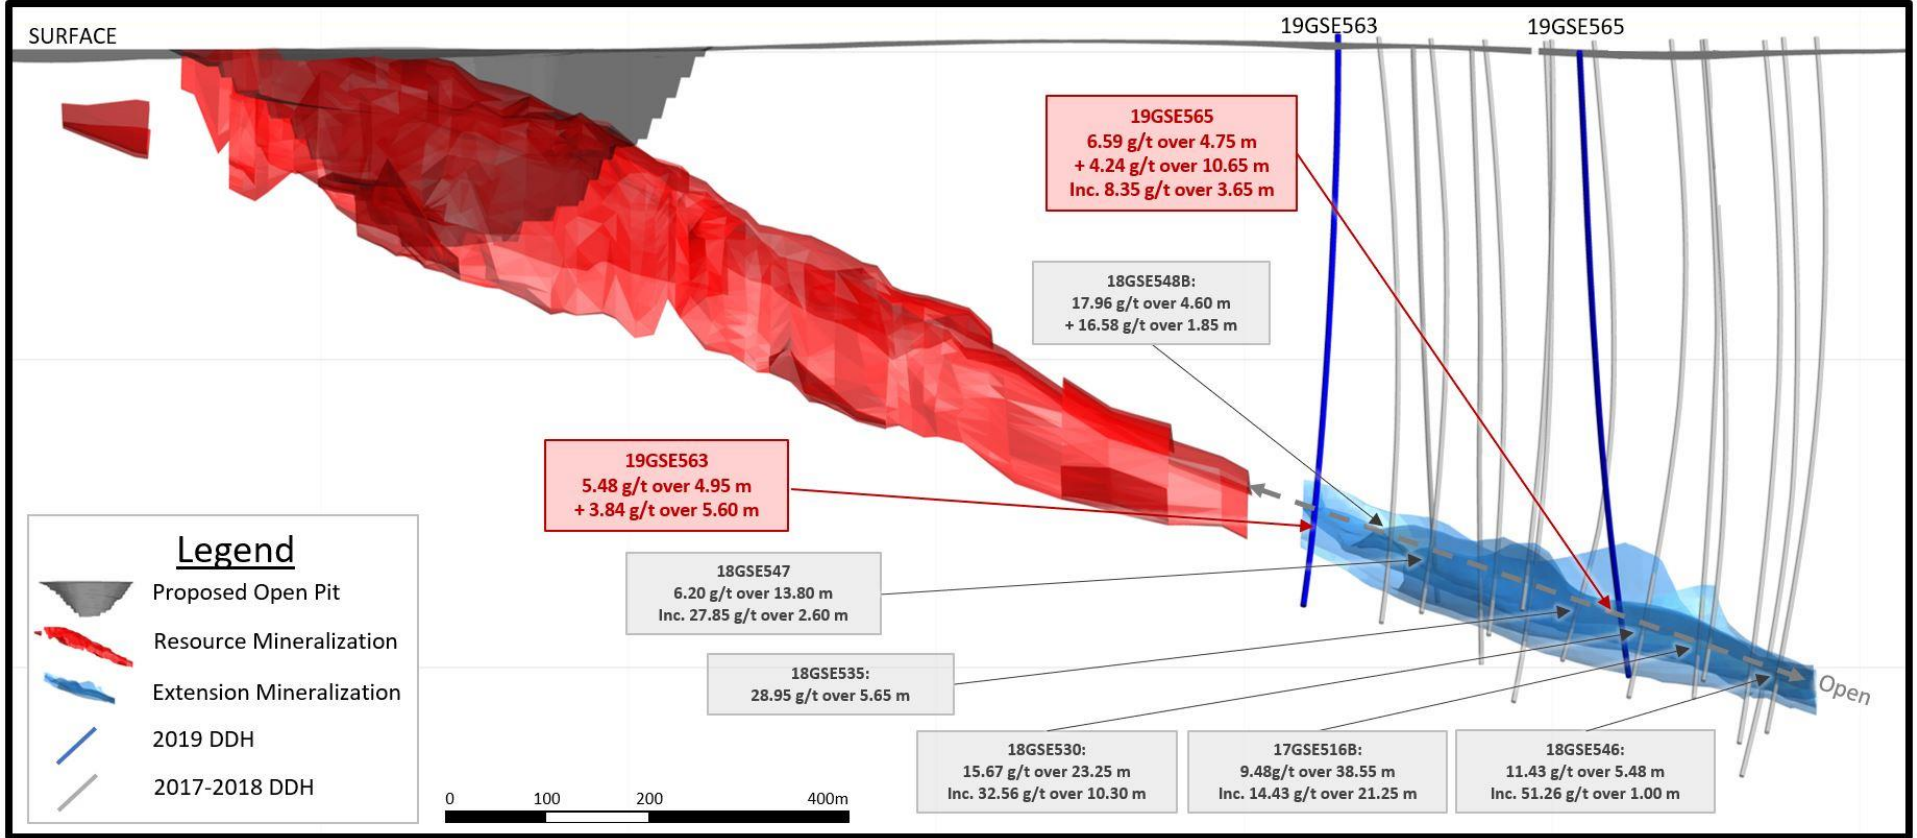 SURFACE
19GSE563
19GSE565
19GSE565
6.59 g/t over 4.75 m
+ 4.24 g/t over 10.65 m
Inc. 8.35 g/t over 3.65 m
18GSE548B:
17.96 g/t over 4.60 m
+ 16.58 g/t over 1.85 m
19GSE563
5.48 g/t over 4.95 m
+ 3.84 g/t over 5.60 m
18GSE547
6.20 g/t over 13.80 m
Inc. 27.85 g/t over 2.60 m
18GSE535:
28.95 g/t over 5.65 m
18GSE530:
15.67 g/t over 23.25 m
Inc. 32.56 g/t over 10.30 m
17GSE516B:
9.48g/t over 38.55 m
Inc. 14.43 g/t over 21.25 m
18GSE546:
11.43 g/t over 5.48 m
Inc. 51.26 g/t over 1.00 m
Open
Legend
Proposed Open Pit
Resource Mineralization
Extension Mineralization
2019 DDH
2017-2018 DDH
0 100 200 400m